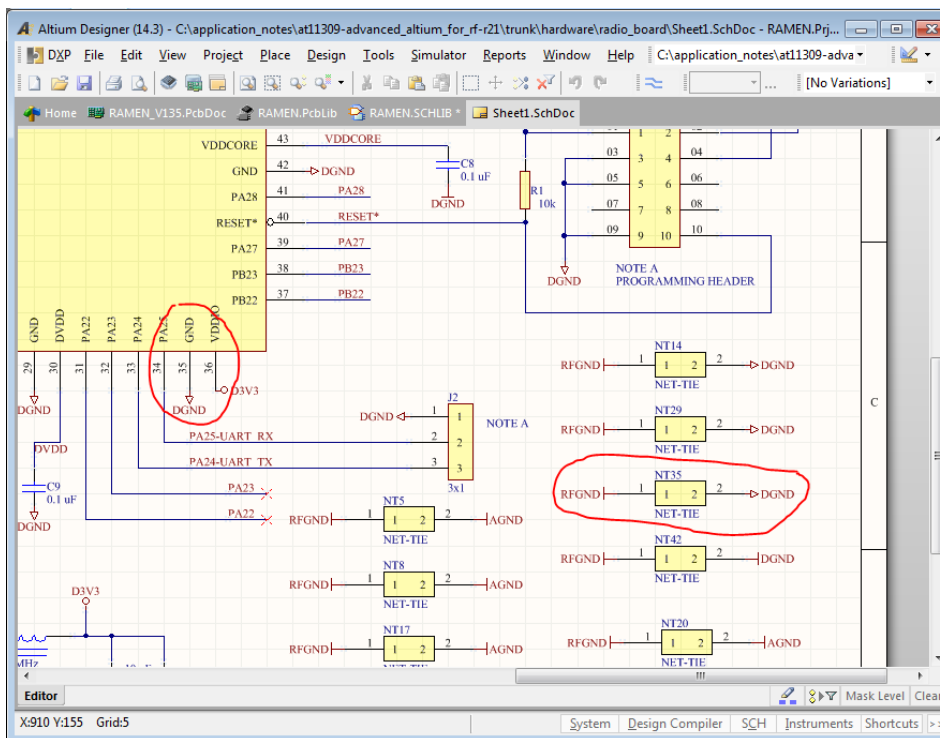 Altium Designer (14.3) - C:\application_notes\at11309-advanced_altium_for_rf-r21\trunk\hardware\radio_board\Sheet1.SchDoc - RAMEN.Prj...
DXP File Edit View Project Place Design Tools Simulator Reports Window Help C:\application_notes\at11309-adva
... [No Variations]
Home RAMEN_V135.PcbDoc RAMEN.PcbLib RAMEN.SCHLIB * Sheet1.SchDoc
VDDCORE 43 VDDCORE
GND 42 DGND
C8
0.1 uF
DGND
PA28 41 PA28
RESET* 40 RESET*
PA27 39 PA27
PB23 38 PB23
PB22 37 PB22
R1
10k
1 2
03 3 4 04
05 5 6 06
07 7 8 08
09 9 10 10
DGND
NOTE A
PROGRAMMING HEADER
GND DVDD PA22 PA23 PA24 PA25 GND VDDIO
29 30 31 32 33 34 35 36
DGND
DGND
D3V3
DVDD
C9
0.1 uF
DGND
PA25-UART RX
PA24-UART TX
PA23
PA22
J2
DGND 1 1
2 2
3 3
3x1
NOTE A
NT14
RFGND 1 1 2 2 DGND
NET-TIE
NT29
RFGND 1 1 2 2 DGND
NET-TIE
NT35
RFGND 1 1 2 2 DGND
NET-TIE
NT42
RFGND 1 1 2 2 DGND
NET-TIE
NT20
RFGND 1 1 2 2 AGND
NET-TIE
NT5
RFGND 1 1 2 2 AGND
NET-TIE
NT8
RFGND 1 1 2 2 AGND
NET-TIE
NT17
RFGND 1 1 2 2 AGND
D3V3
MHz
C
Editor Mask Level Clear
X:910 Y:155 Grid:5 System Design Compiler SCH Instruments Shortcuts >>